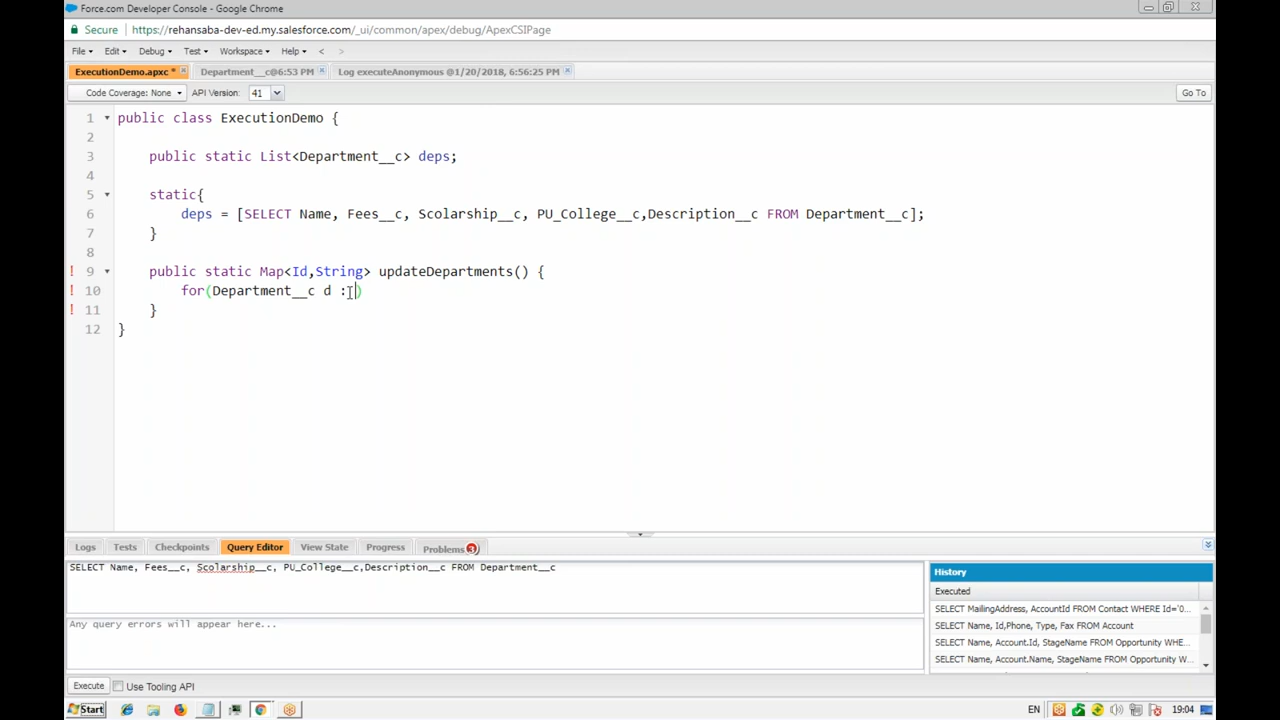 Force.com Developer Console - Google Chrome
Secure https://rehansaba-dev-ed.my.salesforce.com/_ui/common/apex/debug/ApexCSIPage
File Edit Debug Test Workspace Help < >
ExecutionDemo.apxc * Department__c@6:53 PM Log executeAnonymous @1/20/2018, 6:56:25 PM
Code Coverage: None API Version: 41 Go To
1 public class ExecutionDemo {
2
3 public static List<Department__c> deps;
4
5 static{
6 deps = [SELECT Name, Fees__c, Scolarship__c, PU_College__c,Description__c FROM Department__c];
7 }
8
! 9 public static Map<Id,String> updateDepartments() {
! 10 for(Department__c d : )
! 11 }
12 }
Logs Tests Checkpoints Query Editor View State Progress Problems 3
SELECT Name, Fees__c, Scolarship__c, PU_College__c,Description__c FROM Department__c
Any query errors will appear here...
History
Executed
SELECT MailingAddress, AccountId FROM Contact WHERE Id='0...
SELECT Name, Id,Phone, Type, Fax FROM Account
SELECT Name, Account.Id, StageName FROM Opportunity WHE...
SELECT Name, Account.Name, StageName FROM Opportunity W...
Execute Use Tooling API
Start EN 19:04